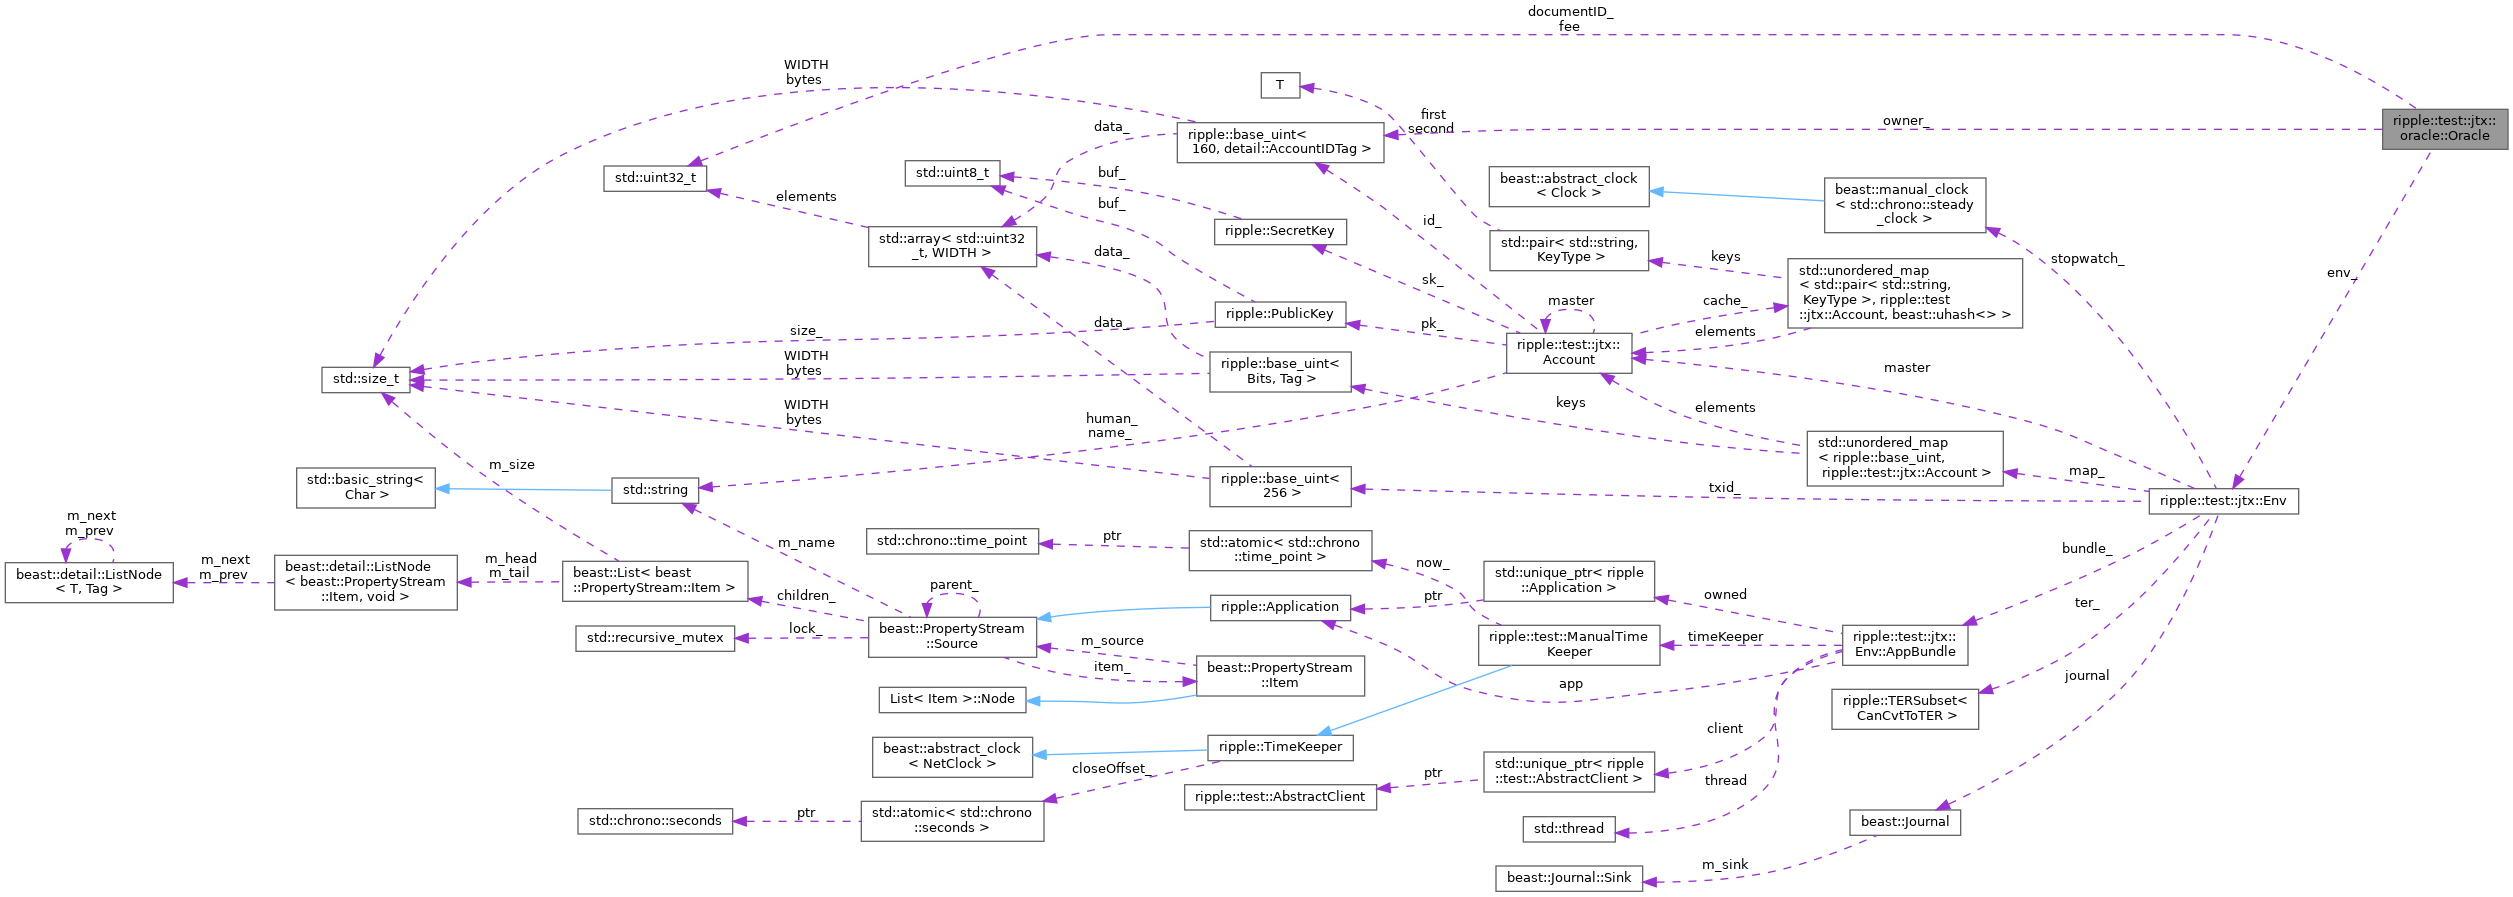 documentID_
fee
WIDTH
bytes
T
first
second
ripple::test::jtx::
oracle::Oracle
owner_
data_
ripple::base_uint<
160, detail::AccountIDTag >
std::uint32_t
std::uint8_t
buf_
beast::abstract_clock
< Clock >
beast::manual_clock
< std::chrono::steady
_clock >
elements
buf_
id_
ripple::SecretKey
std::array< std::uint32
_t, WIDTH >
data_
std::pair< std::string,
KeyType >
keys
stopwatch_
env_
std::unordered_map
< std::pair< std::string,
KeyType >, ripple::test
::jtx::Account, beast::uhash<> >
sk_
master
cache_
ripple::PublicKey
data_
pk_
size_
elements
ripple::test::jtx::
Account
WIDTH
bytes
std::size_t
ripple::base_uint<
Bits, Tag >
master
WIDTH
bytes
human_
name_
keys
elements
std::unordered_map
< ripple::base_uint,
ripple::test::jtx::Account >
m_size
std::basic_string<
Char >
std::string
ripple::base_uint<
256 >
txid_
map_
ripple::test::jtx::Env
m_next
m_prev
beast::detail::ListNode
< T, Tag >
m_next
m_prev
beast::detail::ListNode
< beast::PropertyStream
::Item, void >
m_head
m_tail
beast::List< beast
::PropertyStream::Item >
m_name
std::chrono::time_point
ptr
std::atomic< std::chrono
::time_point >
now_
std::unique_ptr< ripple
::Application >
bundle_
children_
parent_
ripple::Application
ptr
owned
ter_
std::recursive_mutex
lock_
beast::PropertyStream
::Source
m_source
item_
beast::PropertyStream
::Item
ripple::test::ManualTime
Keeper
timeKeeper
ripple::test::jtx::
Env::AppBundle
journal
List< Item >::Node
app
ripple::TERSubset<
CanCvtToTER >
beast::abstract_clock
< NetClock >
ripple::TimeKeeper
client
closeOffset_
ptr
std::unique_ptr< ripple
::test::AbstractClient >
thread
ripple::test::AbstractClient
std::chrono::seconds
ptr
std::atomic< std::chrono
::seconds >
std::thread
beast::Journal
m_sink
beast::Journal::Sink